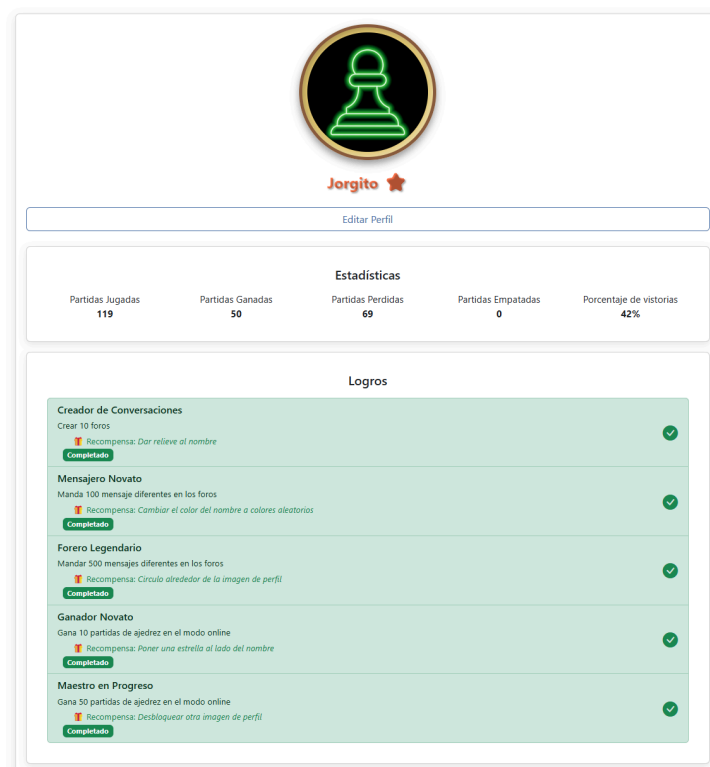 Jorgito
Editar Perfil
Estadísticas
Partidas Jugadas Partidas Ganadas Partidas Perdidas Partidas Empatadas Porcentaje de vistorias
119 50 69 0 42%
Logros
Creador de Conversaciones
Crear 10 foros
Recompensa: Dar relieve al nombre
Completado
Mensajero Novato
Manda 100 mensaje diferentes en los foros
Recompensa: Cambiar el color del nombre a colores aleatorios
Completado
Forero Legendario
Mandar 500 mensajes diferentes en los foros
Recompensa: Circulo alrededor de la imagen de perfil
Completado
Ganador Novato
Gana 10 partidas de ajedrez en el modo online
Recompensa: Poner una estrella al lado del nombre
Completado
Maestro en Progreso
Gana 50 partidas de ajedrez en el modo online
Recompensa: Desbloquear otra imagen de perfil
Completado